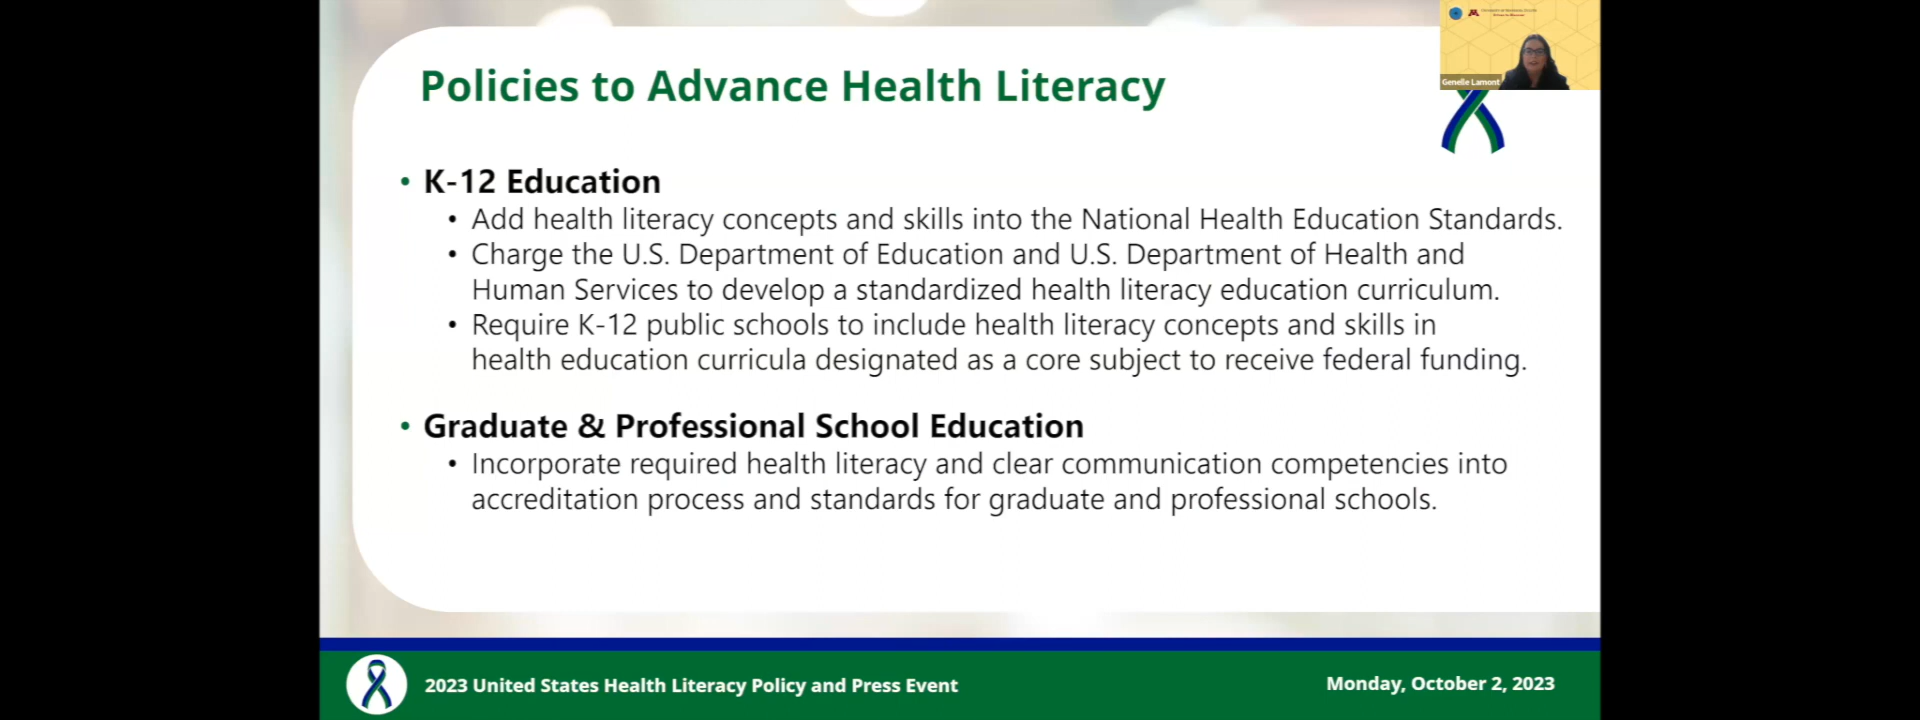 Policies to Advance Health Literacy
Genelle Lamont
• K-12 Education
• Add health literacy concepts and skills into the National Health Education Standards.
• Charge the U.S. Department of Education and U.S. Department of Health and
Human Services to develop a standardized health literacy education curriculum.
• Require K-12 public schools to include health literacy concepts and skills in
health education curricula designated as a core subject to receive federal funding.
• Graduate & Professional School Education
• Incorporate required health literacy and clear communication competencies into
accreditation process and standards for graduate and professional schools.
2023 United States Health Literacy Policy and Press Event
Monday, October 2, 2023